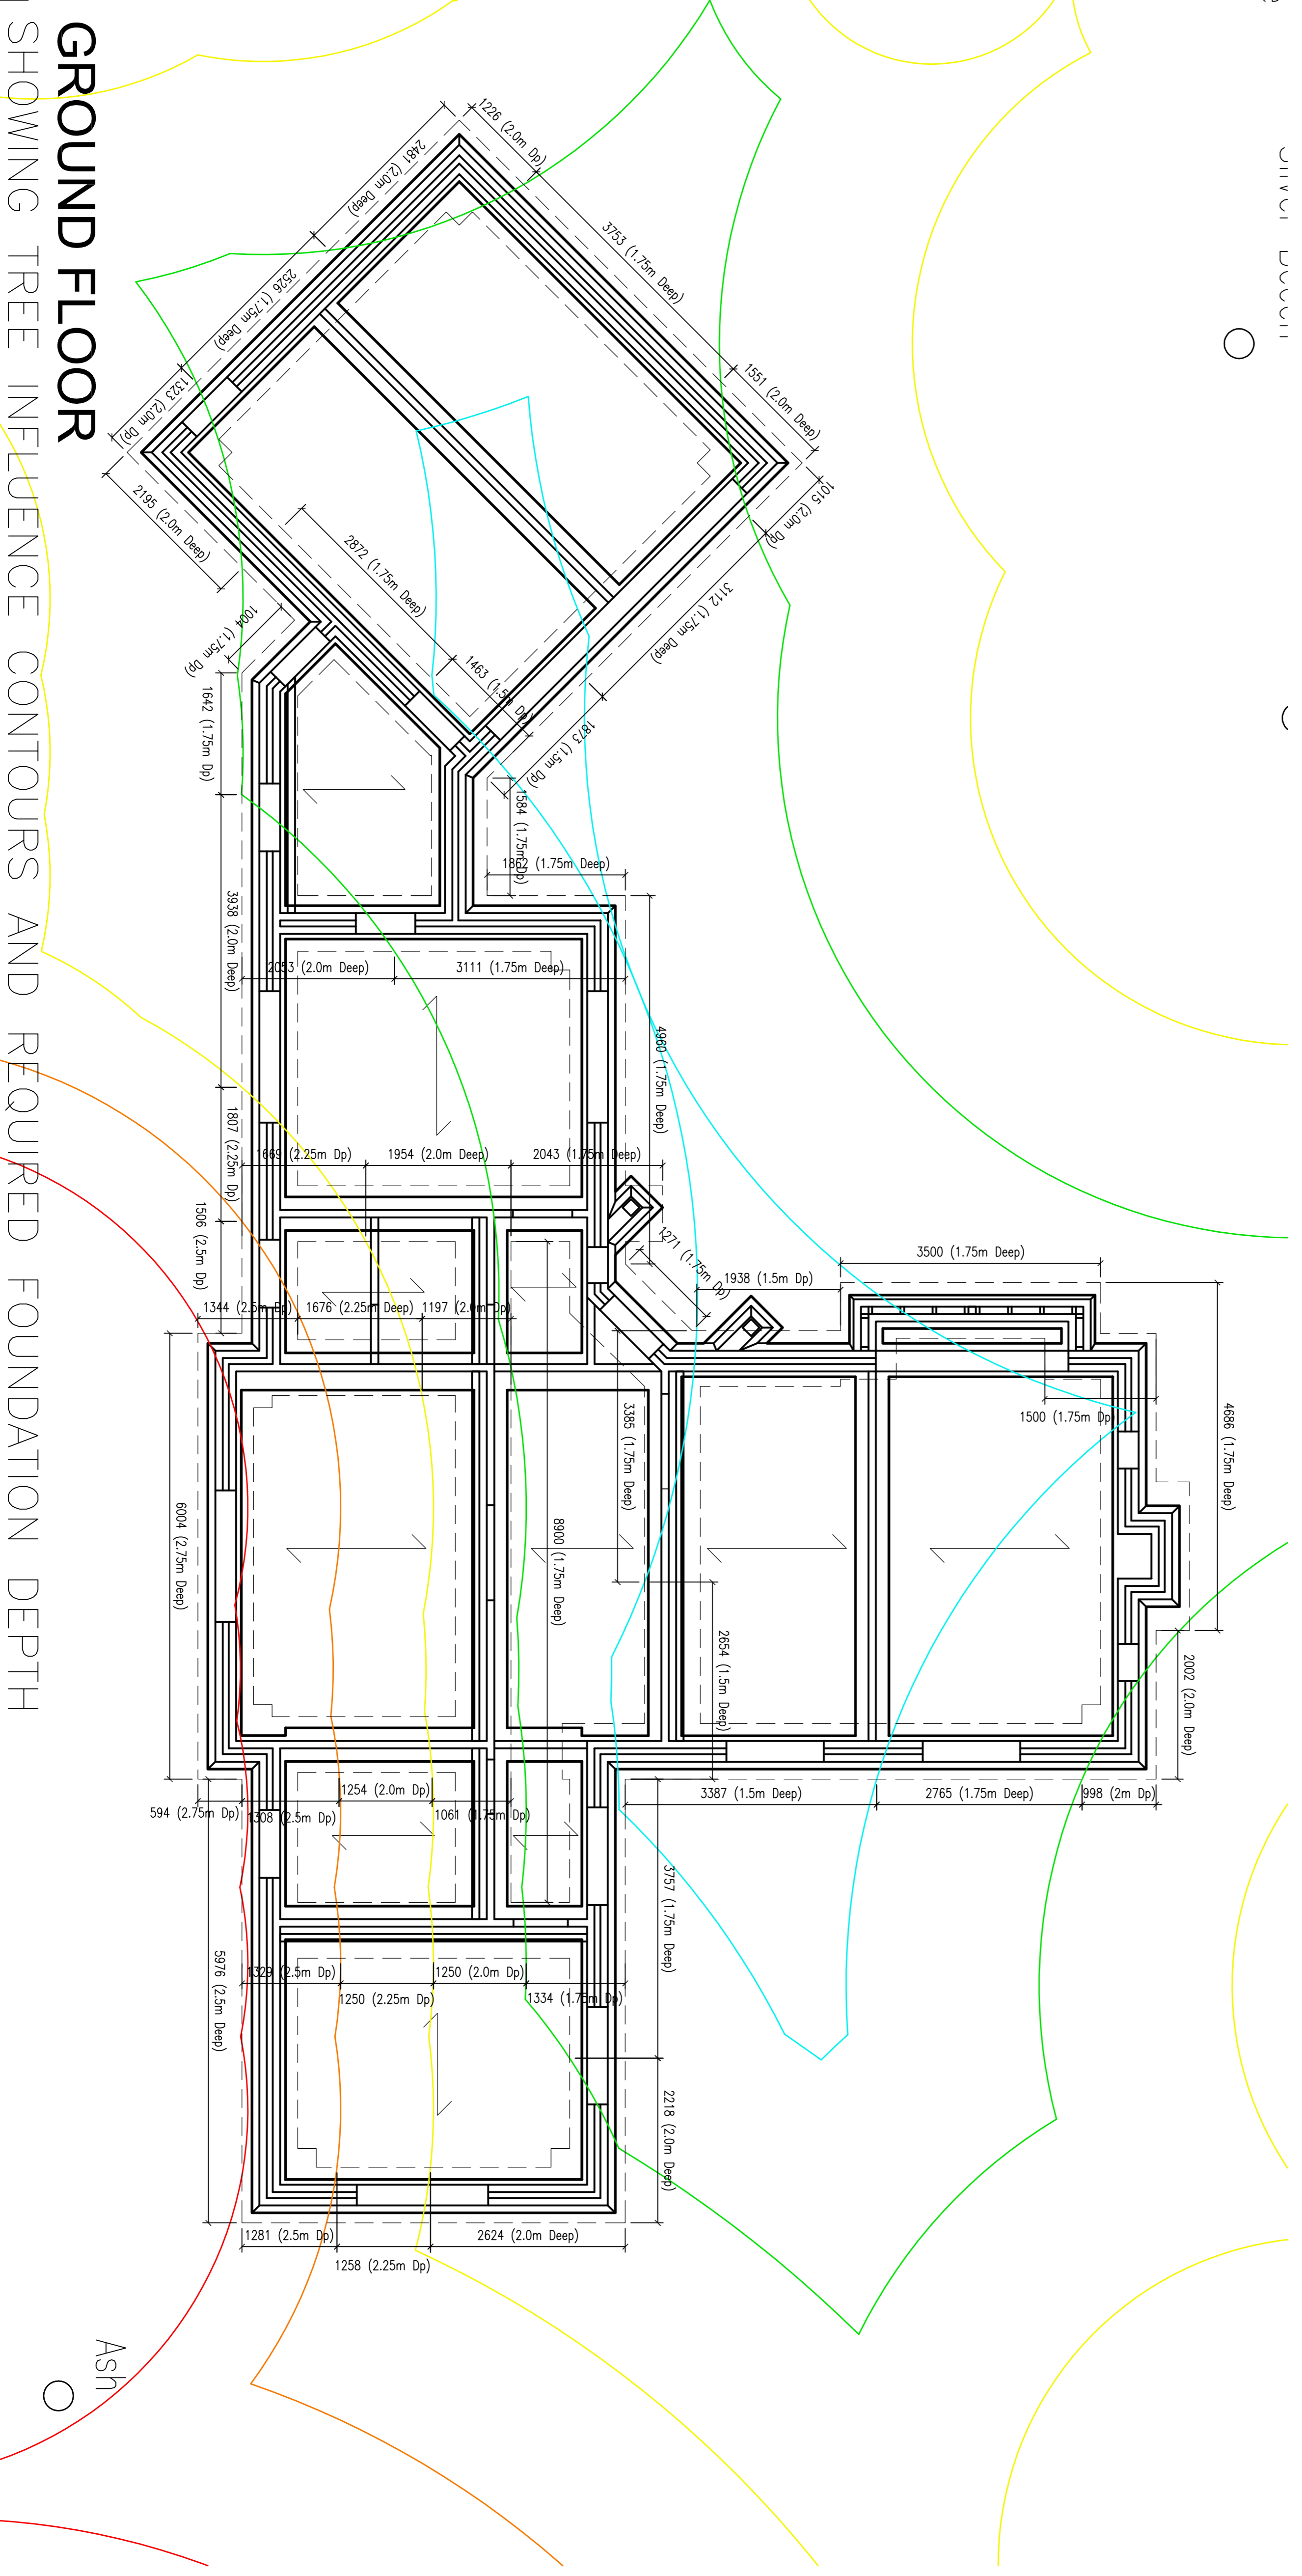 GROUND FLOOR
SHOWING TREE INFLUENCE CONTOURS AND REQUIRED FOUNDATION DEPTH
1226 (2.0m Dp)
2481 (2.0m Deep)
3753 (1.75m Deep)
2526 (1.75m Deep)
1323 (2.0m Dp)
1551 (2.0m Deep)
1015 (2.0m Dp)
2195 (2.0m Deep)
2872 (1.75m Deep)
3112 (1.75m Deep)
1004 (1.75m Dp)
1463 (1.5m Dp)
1873 (1.5m Dp)
1642 (1.75m Dp)
1584 (1.75m Dp)
1862 (1.75m Deep)
3938 (2.0m Deep)
2053 (2.0m Deep)
3111 (1.75m Deep)
4960 (1.75m Deep)
1807 (2.25m Dp)
1669 (2.25m Dp)
1954 (2.0m Deep)
2043 (1.75m Deep)
1506 (2.5m Dp)
1271 (1.75m Dp)
1938 (1.5m Dp)
3500 (1.75m Deep)
1344 (2.5m Dp)
1676 (2.25m Deep)
1197 (2.0m Dp)
3385 (1.75m Deep)
1500 (1.75m Dp)
4686 (1.75m Deep)
6004 (2.75m Deep)
8900 (1.75m Deep)
2654 (1.5m Deep)
2002 (2.0m Deep)
594 (2.75m Dp)
1308 (2.5m Dp)
1254 (2.0m Dp)
1061 (1.75m Dp)
3387 (1.5m Deep)
2765 (1.75m Deep)
998 (2m Dp)
3757 (1.75m Deep)
5976 (2.5m Deep)
1329 (2.5m Dp)
1250 (2.25m Dp)
1250 (2.0m Dp)
1334 (1.75m Dp)
2218 (2.0m Deep)
1281 (2.5m Dp)
1258 (2.25m Dp)
2624 (2.0m Deep)
Ash